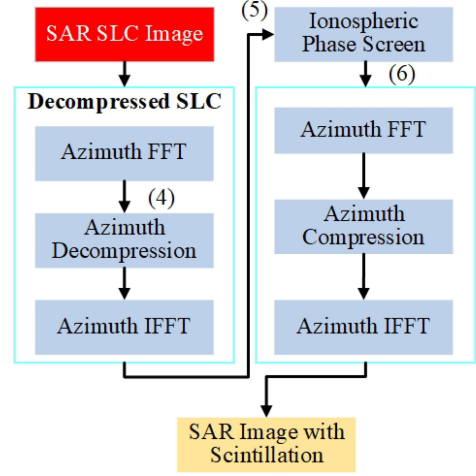 SAR SLC Image
Decompressed SLC
Azimuth FFT
(4)
Azimuth
Decompression
Azimuth IFFT
(5)
Ionospheric
Phase Screen
(6)
Azimuth FFT
Azimuth
Compression
Azimuth IFFT
SAR Image with
Scintillation